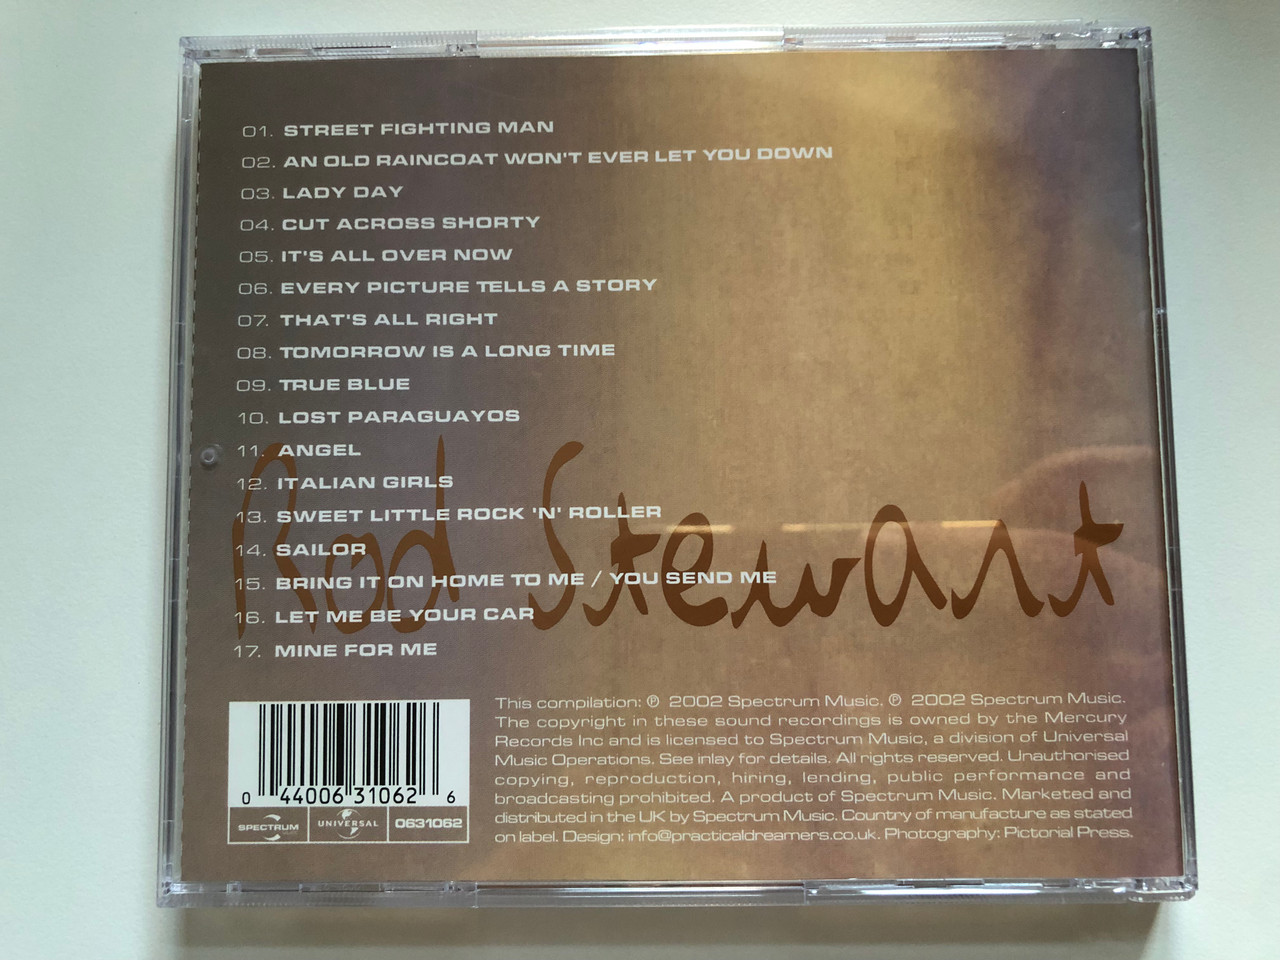 01. STREET FIGHTING MAN
02. AN OLD RAINCOAT WON'T EVER LET YOU DOWN
03. LADY DAY
04. CUT ACROSS SHORTY
05. IT'S ALL OVER NOW
06. EVERY PICTURE TELLS A STORY
07. THAT'S ALL RIGHT
08. TOMORROW IS A LONG TIME
09. TRUE BLUE
10. LOST PARAGUAYOS
11. ANGEL
12. ITALIAN GIRLS
13. SWEET LITTLE ROCK 'N' ROLLER
14. SAILOR
15. BRING IT ON HOME TO ME / YOU SEND ME
16. LET ME BE YOUR CAR
17. MINE FOR ME
Rod Stewart
This compilation: ℗ 2002 Spectrum Music. ℗ 2002 Spectrum Music.
The copyright in these sound recordings is owned by the Mercury
Records Inc and is licensed to Spectrum Music, a division of Universal
Music Operations. See inlay for details. All rights reserved. Unauthorised
copying, reproduction, hiring, lending, public performance and
broadcasting prohibited. A product of Spectrum Music. Marketed and
distributed in the UK by Spectrum Music. Country of manufacture as stated
on label. Design: info@practicaldreamers.co.uk. Photography: Pictorial Press.
0 44006 31062 6
SPECTRUM
UNIVERSAL
0631062